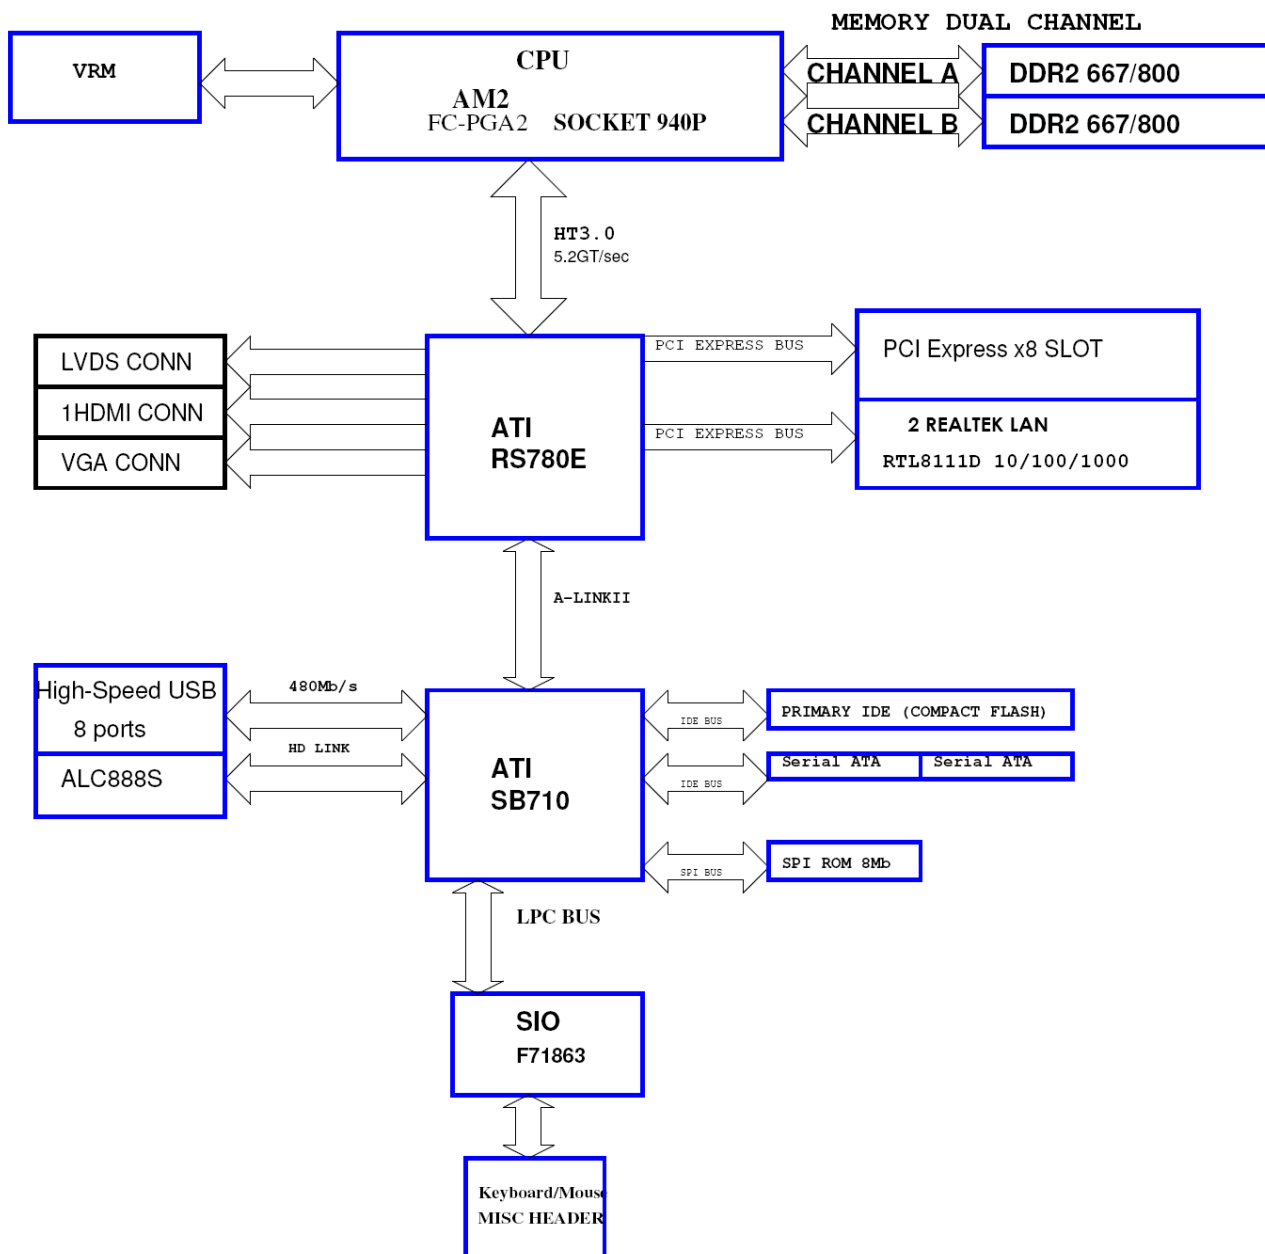 MEMORY DUAL CHANNEL
VRM
CPU
AM2
FC-PGA2 SOCKET 940P
CHANNEL A
DDR2 667/800
CHANNEL B
DDR2 667/800
HT3.0
5.2GT/sec
LVDS CONN
1HDMI CONN
VGA CONN
ATI
RS780E
PCI EXPRESS BUS
PCI Express x8 SLOT
PCI EXPRESS BUS
2 REALTEK LAN
RTL8111D 10/100/1000
A-LINKII
High-Speed USB
8 ports
ALC888S
480Mb/s
HD LINK
ATI
SB710
IDE BUS
PRIMARY IDE (COMPACT FLASH)
IDE BUS
Serial ATA
Serial ATA
SPI BUS
SPI ROM 8Mb
LPC BUS
SIO
F71863
Keyboard/Mouse
MISC HEADER